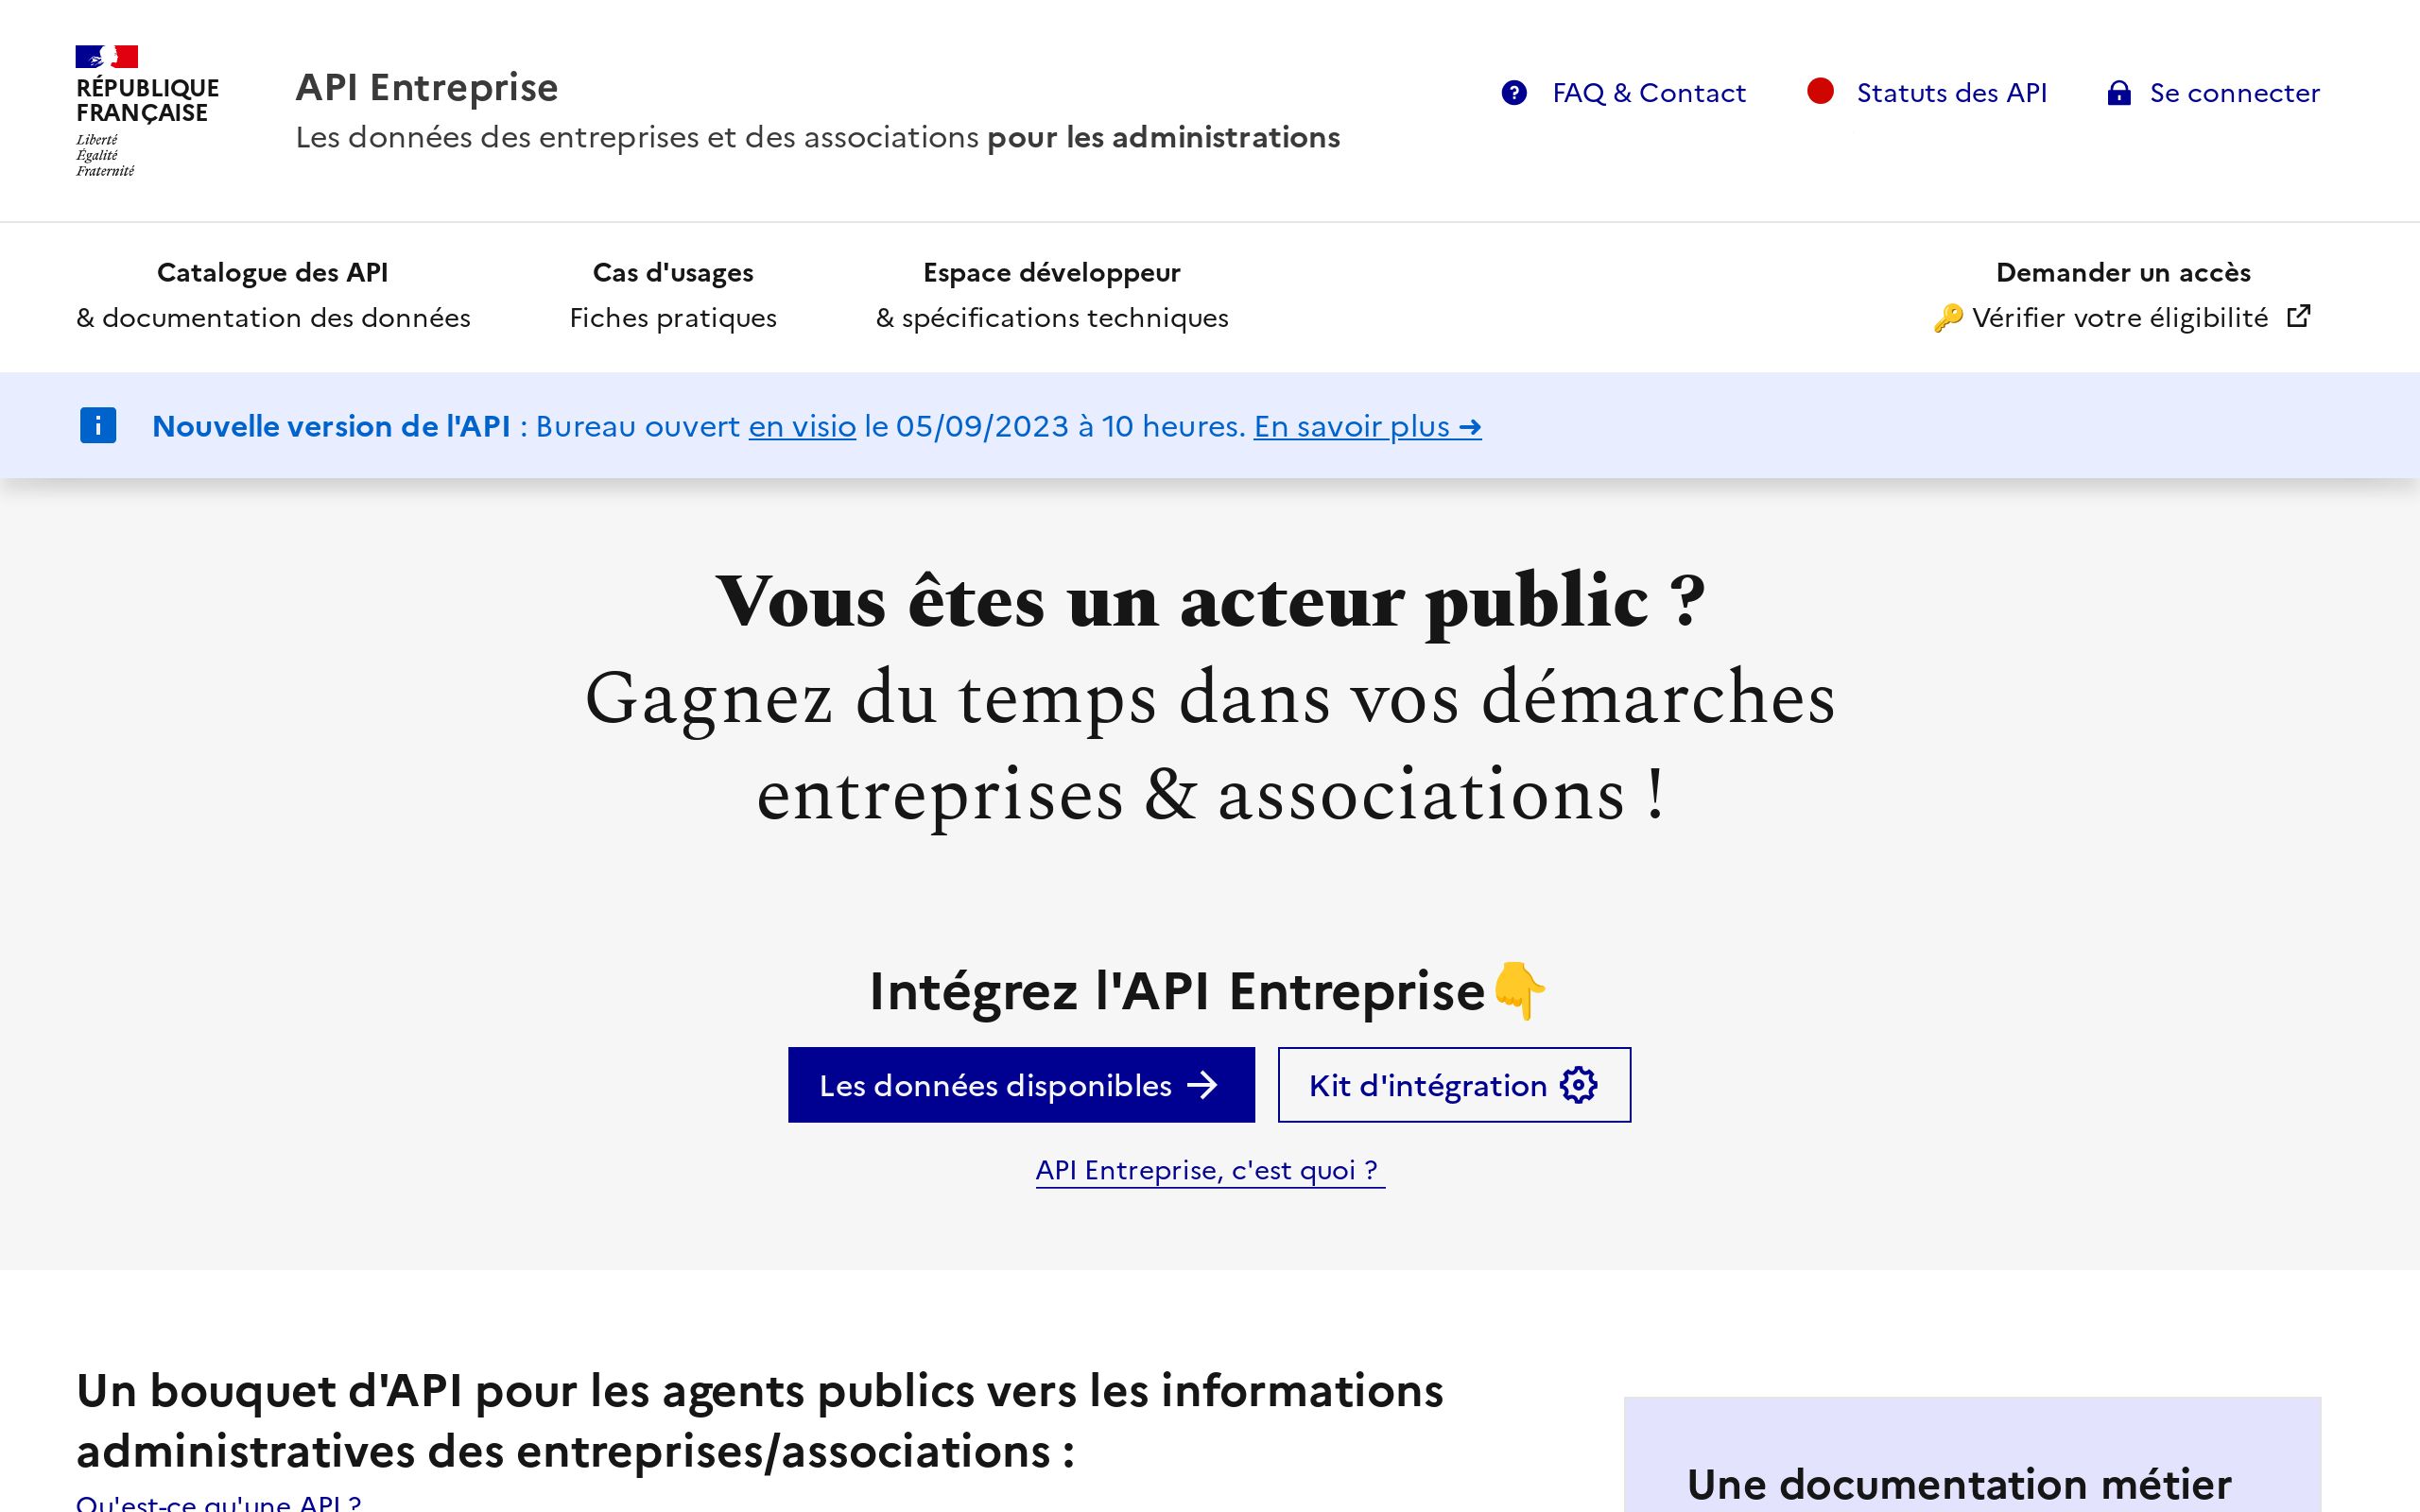 RÉPUBLIQUE
FRANÇAISE
Liberté
Égalité
Fraternité
API Entreprise
Les données des entreprises et des associations pour les administrations
FAQ & Contact
Statuts des API
Se connecter
Catalogue des API
& documentation des données
Cas d'usages
Fiches pratiques
Espace développeur
& spécifications techniques
Demander un accès
🔑 Vérifier votre éligibilité
Nouvelle version de l'API : Bureau ouvert en visio le 05/09/2023 à 10 heures. En savoir plus ➜
Vous êtes un acteur public ?
Gagnez du temps dans vos démarches
entreprises & associations !
Intégrez l'API Entreprise👇
Les données disponibles →
Kit d'intégration
API Entreprise, c'est quoi ?
Un bouquet d'API pour les agents publics vers les informations
administratives des entreprises/associations :
Qu'est-ce qu'une API ?
Une documentation métier